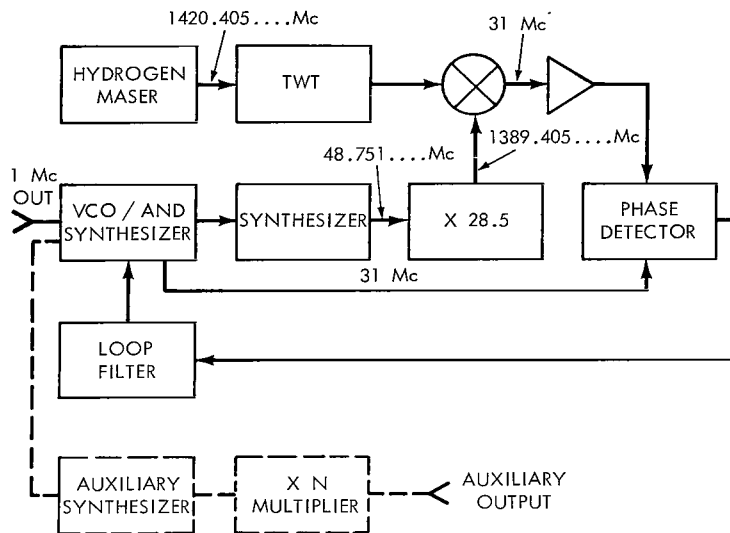 1420.405....Mc
31 Mc
HYDROGEN
MASER
TWT
1389.405....Mc
48.751....Mc
1 Mc
OUT
VCO / AND
SYNTHESIZER
SYNTHESIZER
X 28.5
PHASE
DETECTOR
31 Mc
LOOP
FILTER
AUXILIARY
SYNTHESIZER
X N
MULTIPLIER
AUXILIARY
OUTPUT